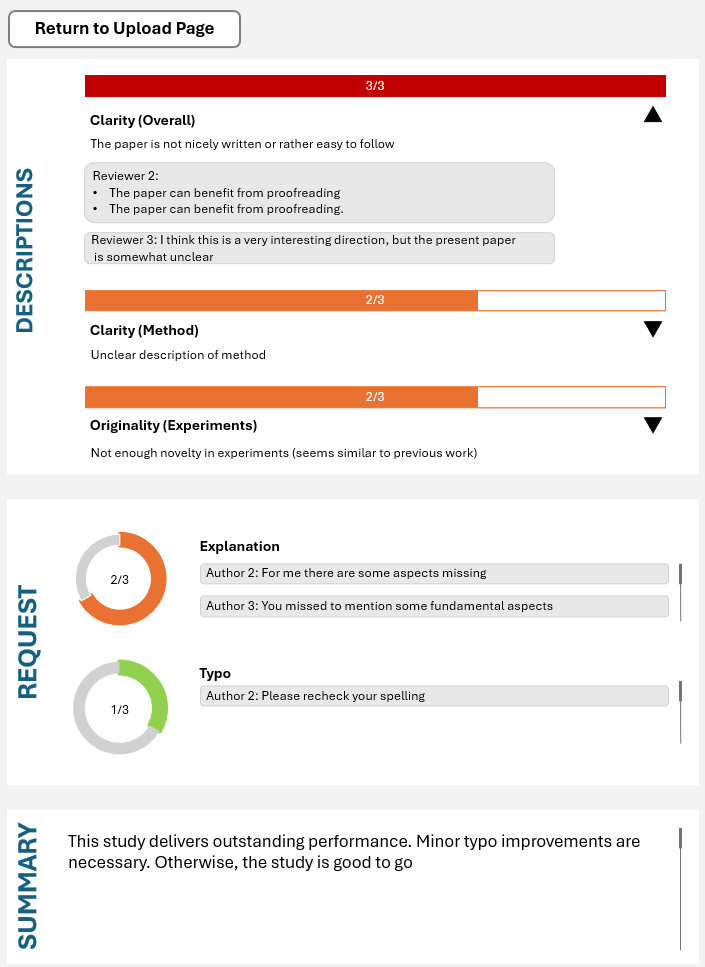 Return to Upload Page
DESCRIPTIONS
3/3
Clarity (Overall)
The paper is not nicely written or rather easy to follow
Reviewer 2:
• The paper can benefit from proofreading
• The paper can benefit from proofreading.
Reviewer 3: I think this is a very interesting direction, but the present paper
is somewhat unclear
2/3
Clarity (Method)
Unclear description of method
2/3
Originality (Experiments)
Not enough novelty in experiments (seems similar to previous work)
REQUEST
2/3
Explanation
Author 2: For me there are some aspects missing
Author 3: You missed to mention some fundamental aspects
1/3
Typo
Author 2: Please recheck your spelling
SUMMARY
This study delivers outstanding performance. Minor typo improvements are
necessary. Otherwise, the study is good to go